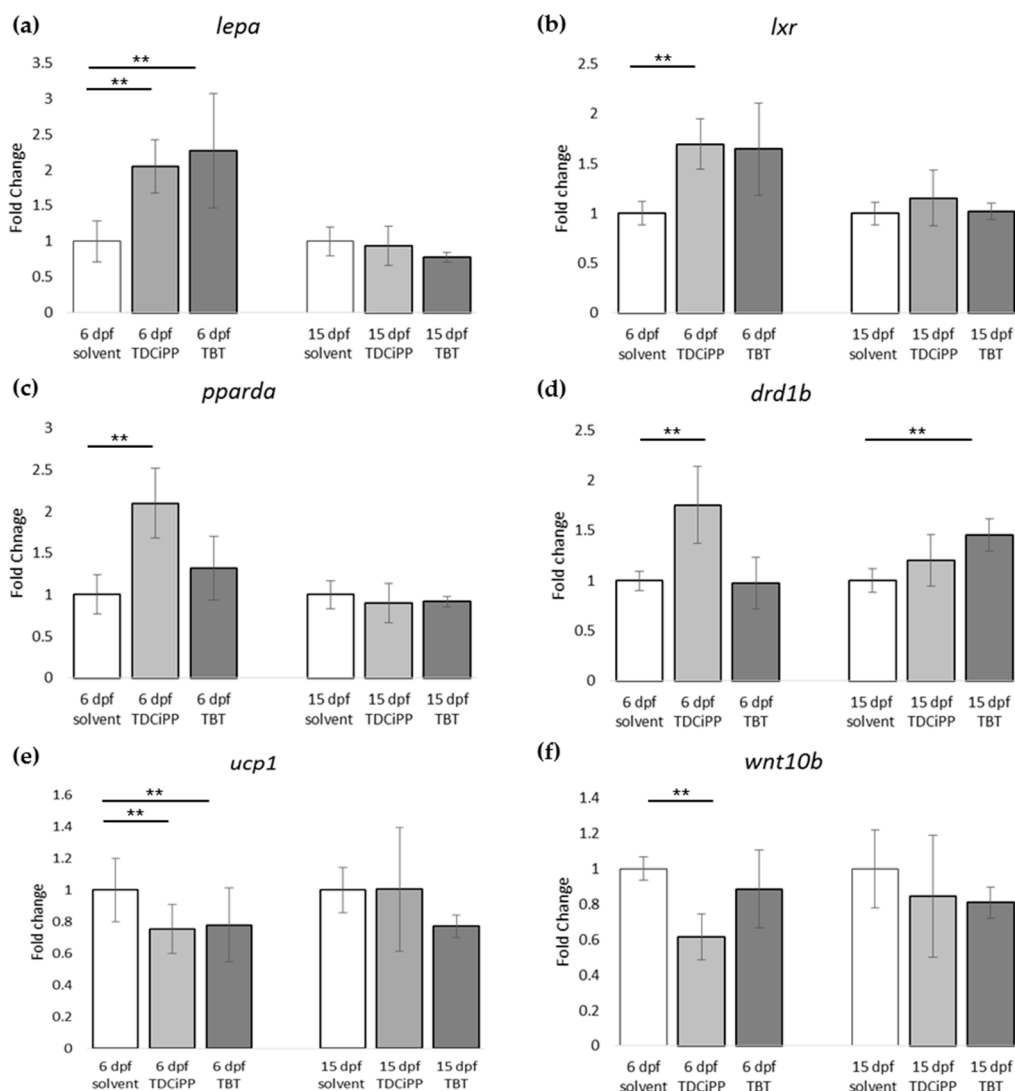 (a) lepa
**
**
3.5
3
2.5
2
1.5
1
0.5
0
Fold Change
6 dpf solvent
6 dpf TDCiPP
6 dpf TBT
15 dpf solvent
15 dpf TDCiPP
15 dpf TBT
(b) lxr
**
2.5
2
1.5
1
0.5
0
Fold change
6 dpf solvent
6 dpf TDCiPP
6 dpf TBT
15 dpf solvent
15 dpf TDCiPP
15 dpf TBT
(c) pparda
**
3
2.5
2
1.5
1
0.5
0
Fold Chnage
6 dpf solvent
6 dpf TDCiPP
6 dpf TBT
15 dpf solvent
15 dpf TDCiPP
15 dpf TBT
(d) drd1b
**
**
2.5
2
1.5
1
0.5
0
Fold change
6 dpf solvent
6 dpf TDCiPP
6 dpf TBT
15 dpf solvent
15 dpf TDCiPP
15 dpf TBT
(e) ucp1
**
**
1.6
1.4
1.2
1
0.8
0.6
0.4
0.2
0
Fold change
6 dpf solvent
6 dpf TDCiPP
6 dpf TBT
15 dpf solvent
15 dpf TDCiPP
15 dpf TBT
(f) wnt10b
**
1.4
1.2
1
0.8
0.6
0.4
0.2
0
Fold change
6 dpf solvent
6 dpf TDCiPP
6 dpf TBT
15 dpf solvent
15 dpf TDCiPP
15 dpf TBT